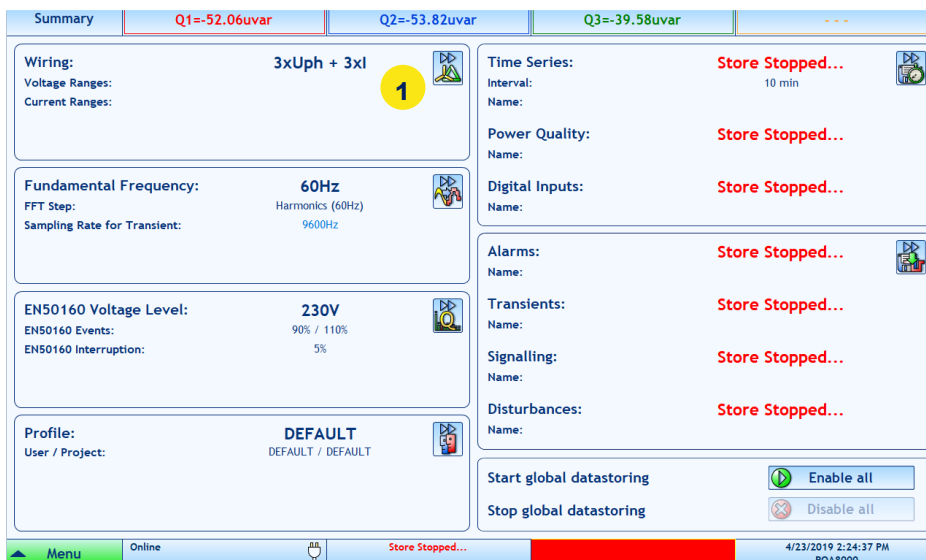 Summary
Q1=-52.06uvar
Q2=-53.82uvar
Q3=-39.58uvar
- - -
Wiring: 3xUph + 3xI
Voltage Ranges:
Current Ranges:
1
Fundamental Frequency: 60Hz
FFT Step: Harmonics (60Hz)
Sampling Rate for Transient: 9600Hz
EN50160 Voltage Level: 230V
EN50160 Events: 90% / 110%
EN50160 Interruption: 5%
Profile: DEFAULT
User / Project: DEFAULT / DEFAULT
Time Series: Store Stopped...
Interval: 10 min
Name:
Power Quality: Store Stopped...
Name:
Digital Inputs: Store Stopped...
Name:
Alarms: Store Stopped...
Name:
Transients: Store Stopped...
Name:
Signalling: Store Stopped...
Name:
Disturbances: Store Stopped...
Name:
Start global datastoring Enable all
Stop global datastoring Disable all
Menu
Online
Store Stopped...
4/23/2019 2:24:37 PM
PQA8000